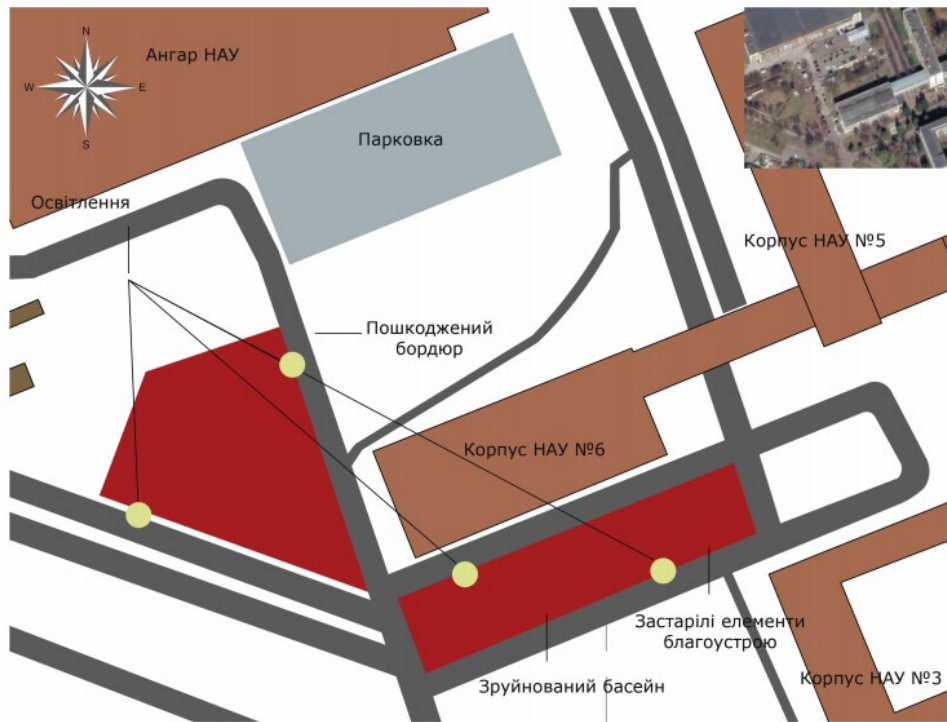 Ангар НАУ
N
W
E
S
Парковка
Освітлення
Корпус НАУ №5
Пошкоджений
бордюр
Корпус НАУ №6
Застарілі елементи
благоустрою
Зруйнований басейн
Корпус НАУ №3